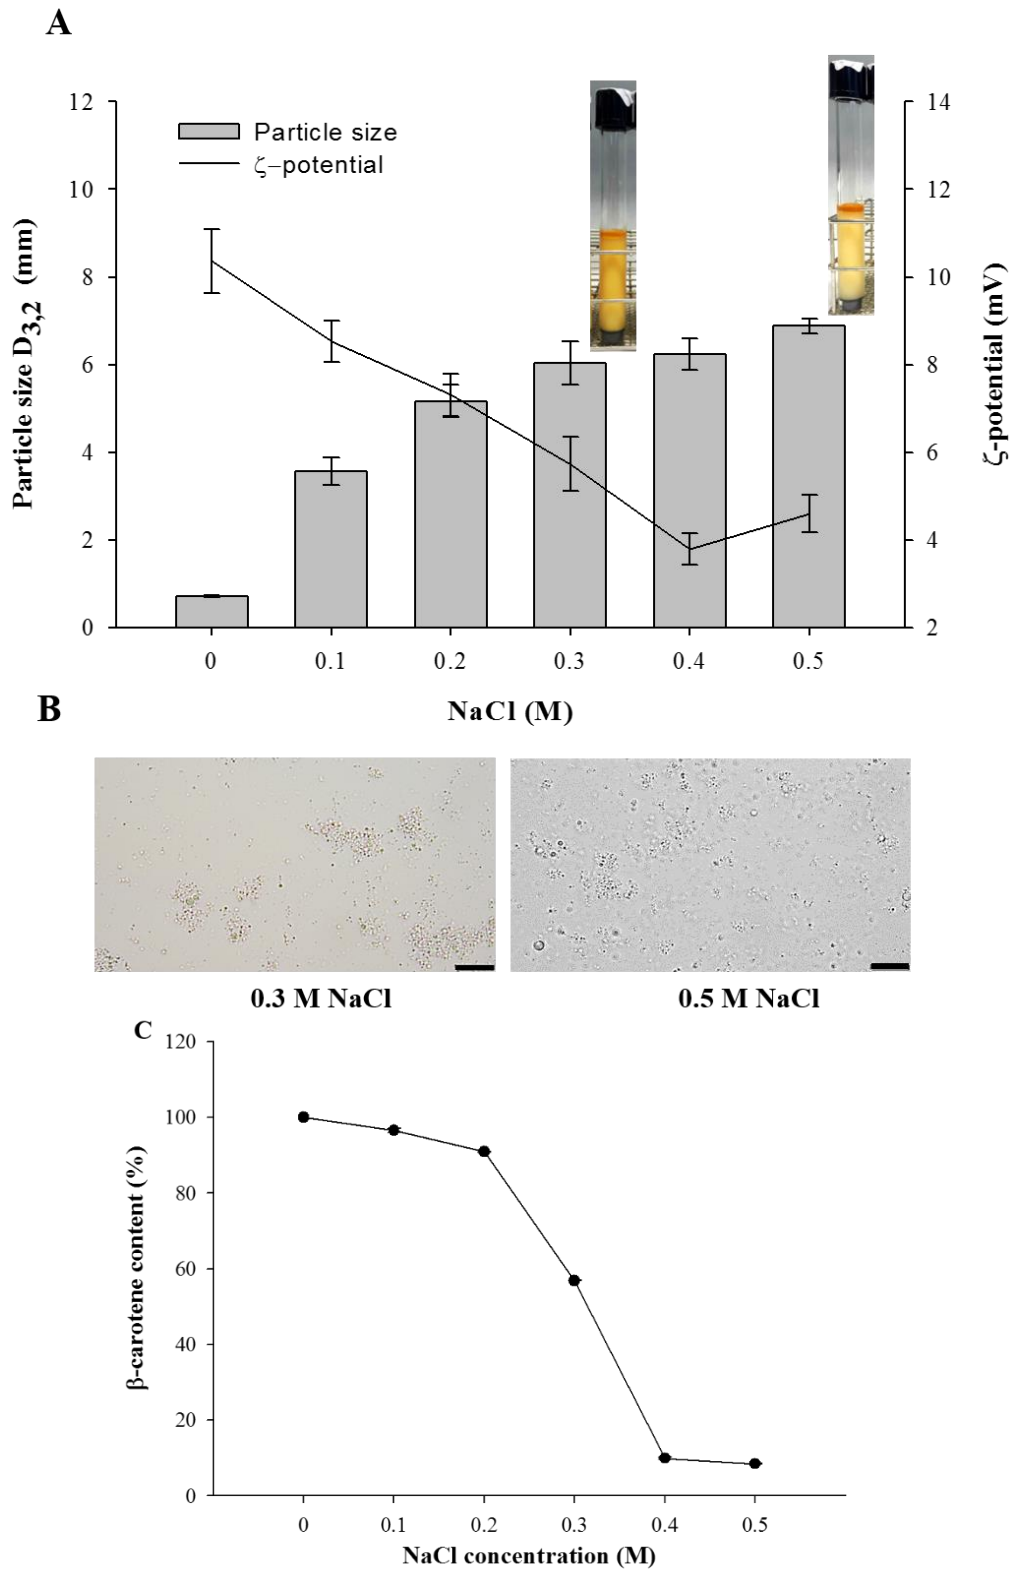 A
Particle size
ζ–potential
12
10
8
6
4
2
0
Particle size D3,2 (mm)
14
12
10
8
6
4
2
ζ-potential (mV)
0 0.1 0.2 0.3 0.4 0.5
NaCl (M)
B
0.3 M NaCl 0.5 M NaCl
C
120
100
80
60
40
20
0
β-carotene content (%)
0 0.1 0.2 0.3 0.4 0.5
NaCl concentration (M)